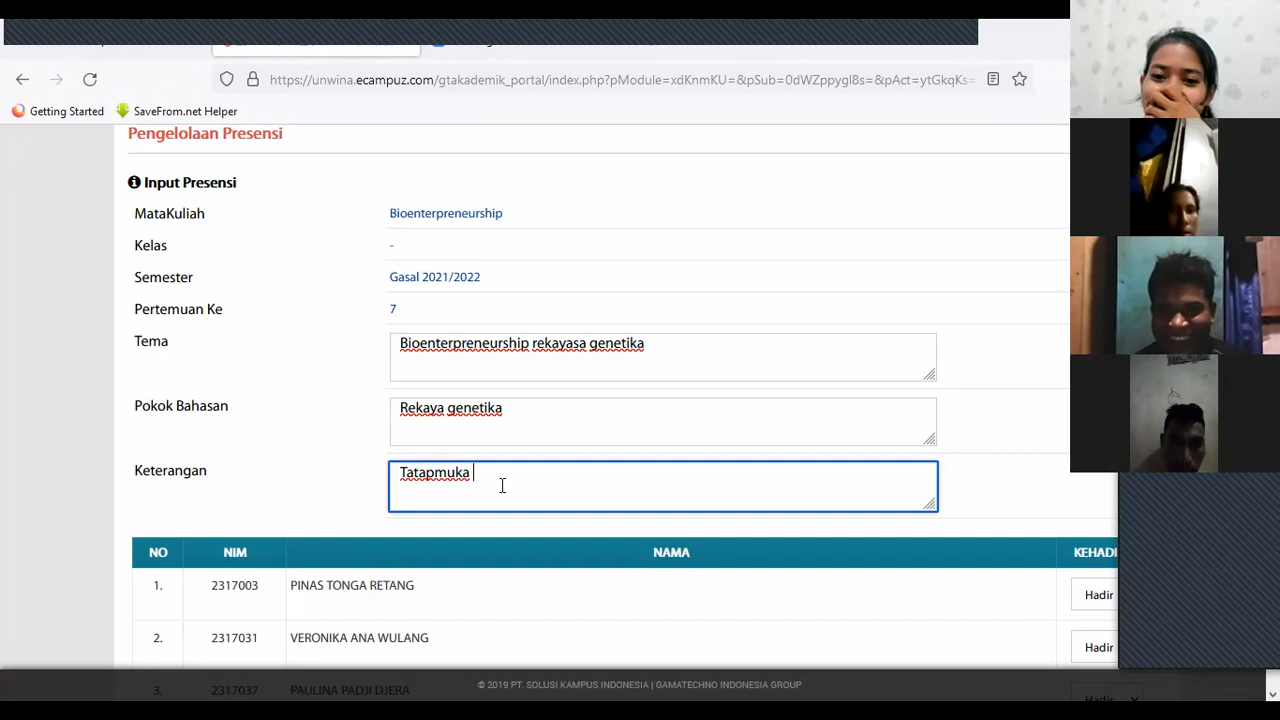 https://unwina.ecampuz.com/gtakademik_portal/index.php?pModule=xdKnmKU=&pSub=0dWZppygl8s=&pAct=ytGkqKs=
Getting Started
SaveFrom.net Helper
Pengelolaan Presensi
Input Presensi
MataKuliah Bioenterpreneurship
Kelas -
Semester Gasal 2021/2022
Pertemuan Ke 7
Tema Bioenterpreneurship rekayasa genetika
Pokok Bahasan Rekaya genetika
Keterangan Tatapmuka
NO NIM NAMA KEHADI
1. 2317003 PINAS TONGA RETANG Hadir
2. 2317031 VERONIKA ANA WULANG Hadir
3. 2317037 PAULINA PADJI DJERA Hadir
© 2019 PT. SOLUSI KAMPUS INDONESIA | GAMATECHNO INDONESIA GROUP